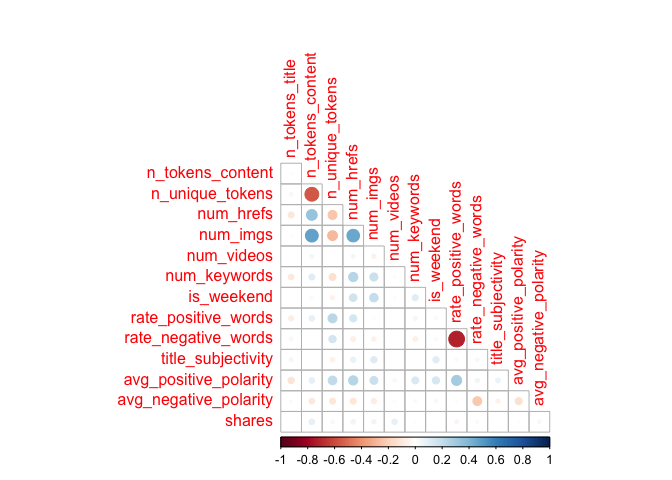 n_tokens_title
n_tokens_content
n_unique_tokens
num_hrefs
num_imgs
num_videos
num_keywords
is_weekend
rate_positive_words
rate_negative_words
title_subjectivity
avg_positive_polarity
avg_negative_polarity
n_tokens_content
n_unique_tokens
num_hrefs
num_imgs
num_videos
num_keywords
is_weekend
rate_positive_words
rate_negative_words
title_subjectivity
avg_positive_polarity
avg_negative_polarity
shares
-1 -0.8 -0.6 -0.4 -0.2 0 0.2 0.4 0.6 0.8 1